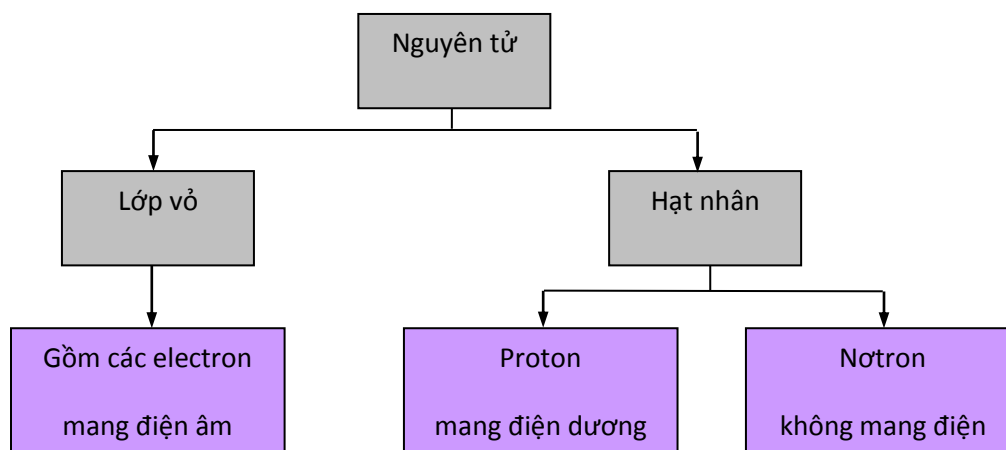 Nguyên tử
Lớp vỏ
Hạt nhân
Gồm các electron
mang điện âm
Proton
mang điện dương
Nơtron
không mang điện